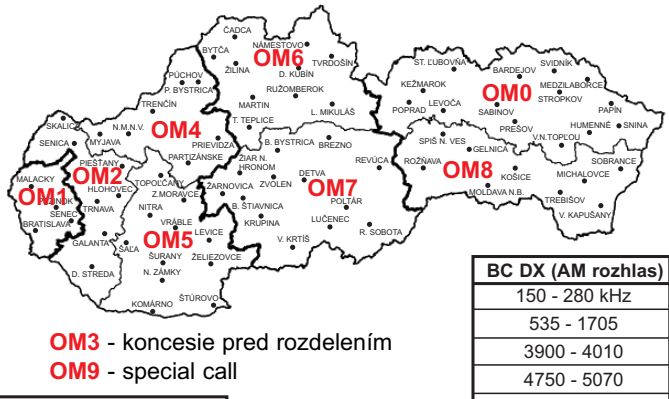 ČADCA
BYTČA
NÁMESTOVO
OM6
TVRDOŠÍN
ŽILINA
D. KUBÍN
PÚCHOV
P. BYSTRICA
RUŽOMBEROK
MARTIN
L. MIKULÁŠ
T. TEPLICE
ST. ĽUBOVŇA
BARDEJOV
SVIDNÍK
KEŽMAROK
OM0
MEDZILABORCE
STROPKOV
POPRAD
LEVOČA
SABINOV
PAPÍN
PREŠOV
HUMENNÉ
SNINA
V.N.TOPĽOU
TRENČÍN
SKALICA
N.M.N.V.
OM4
MYJAVA
SENICA
PRIEVIDZA
PARTIZÁNSKE
PIEŠŤANY
MALACKY
OM1
OM2
HLOHOVEC
PEZINOK
SENEC
TRNAVA
BRATISLAVA
GALANTA
D. STREDA
TOPOĽČANY
Z.MORAVCE
NITRA
VRÁBLE
OM5
LEVICE
ŠAĽA
ŠURANY
ŽELIEZOVCE
N. ZÁMKY
KOMÁRNO
ŠTÚROVO
B. BYSTRICA
BREZNO
ŽIAR N.
HRONOM
REVÚCA
ZVOLEN
DETVA
ŽARNOVICA
OM7
B. ŠTIAVNICA
POLTÁR
KRUPINA
LUČENEC
V. KRTÍŠ
R. SOBOTA
SPIŠ N. VES
GELNICA
ROŽŇAVA
OM8
KOŠICE
SOBRANCE
MICHALOVCE
MOLDAVA N.B.
TREBIŠOV
V. KAPUŠANY
OM3 - koncesie pred rozdelením
OM9 - special call
BC DX (AM rozhlas)
150 - 280 kHz
535 - 1705
3900 - 4010
4750 - 5070